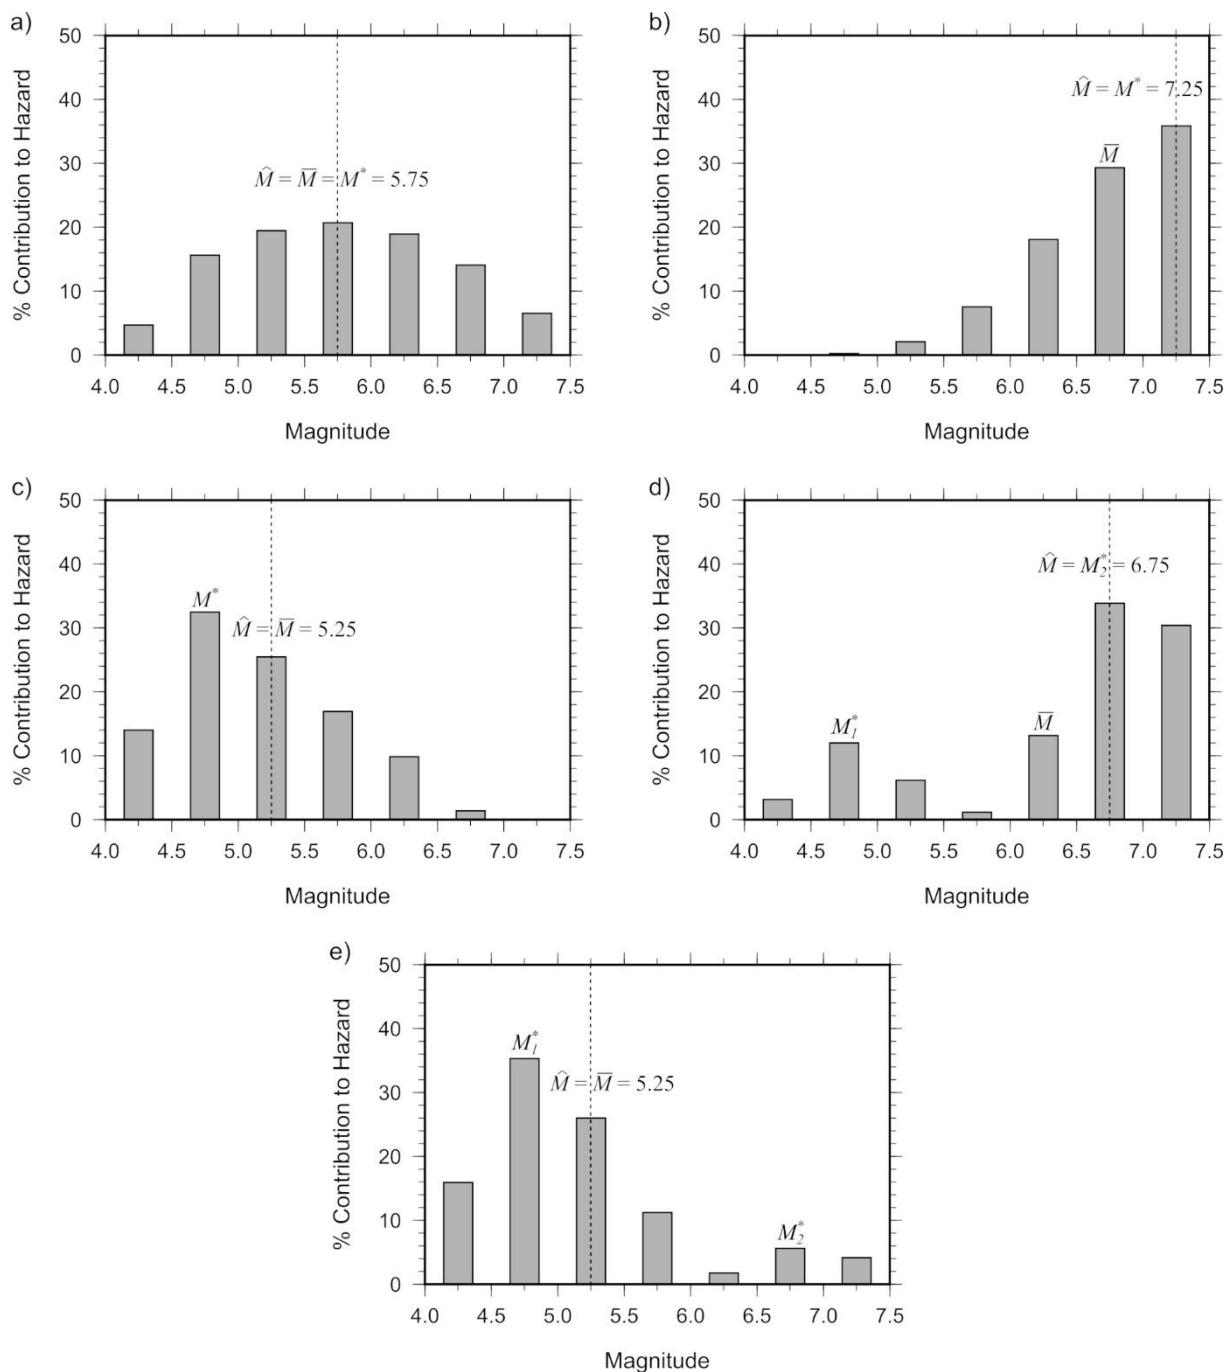 a)
% Contribution to Hazard
50
40
30
20
10
0
M̂ = M̅ = M* = 5.75
4.0 4.5 5.0 5.5 6.0 6.5 7.0 7.5
Magnitude
b)
% Contribution to Hazard
50
40
30
20
10
0
M̂ = M* = 7.25
M̅
4.0 4.5 5.0 5.5 6.0 6.5 7.0 7.5
Magnitude
c)
% Contribution to Hazard
50
40
30
20
10
0
M*
M̂ = M̅ = 5.25
4.0 4.5 5.0 5.5 6.0 6.5 7.0 7.5
Magnitude
d)
% Contribution to Hazard
50
40
30
20
10
0
M̂ = M₂* = 6.75
M₁* M̅
4.0 4.5 5.0 5.5 6.0 6.5 7.0 7.5
Magnitude
e)
% Contribution to Hazard
50
40
30
20
10
0
M₁*
M̂ = M̅ = 5.25
M₂*
4.0 4.5 5.0 5.5 6.0 6.5 7.0 7.5
Magnitude